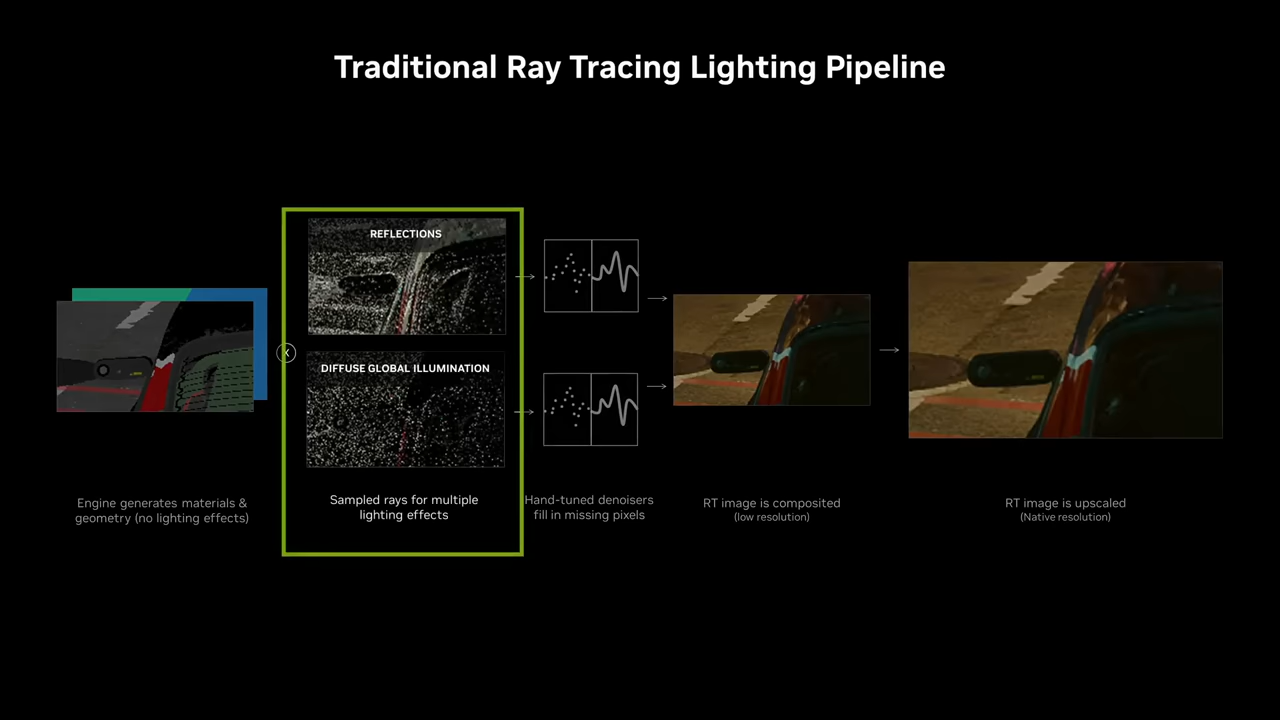 Traditional Ray Tracing Lighting Pipeline
REFLECTIONS
DIFFUSE GLOBAL ILLUMINATION
Engine generates materials &
geometry (no lighting effects)
Sampled rays for multiple
lighting effects
Hand-tuned denoisers
fill in missing pixels
RT image is composited
(low resolution)
RT image is upscaled
(Native resolution)